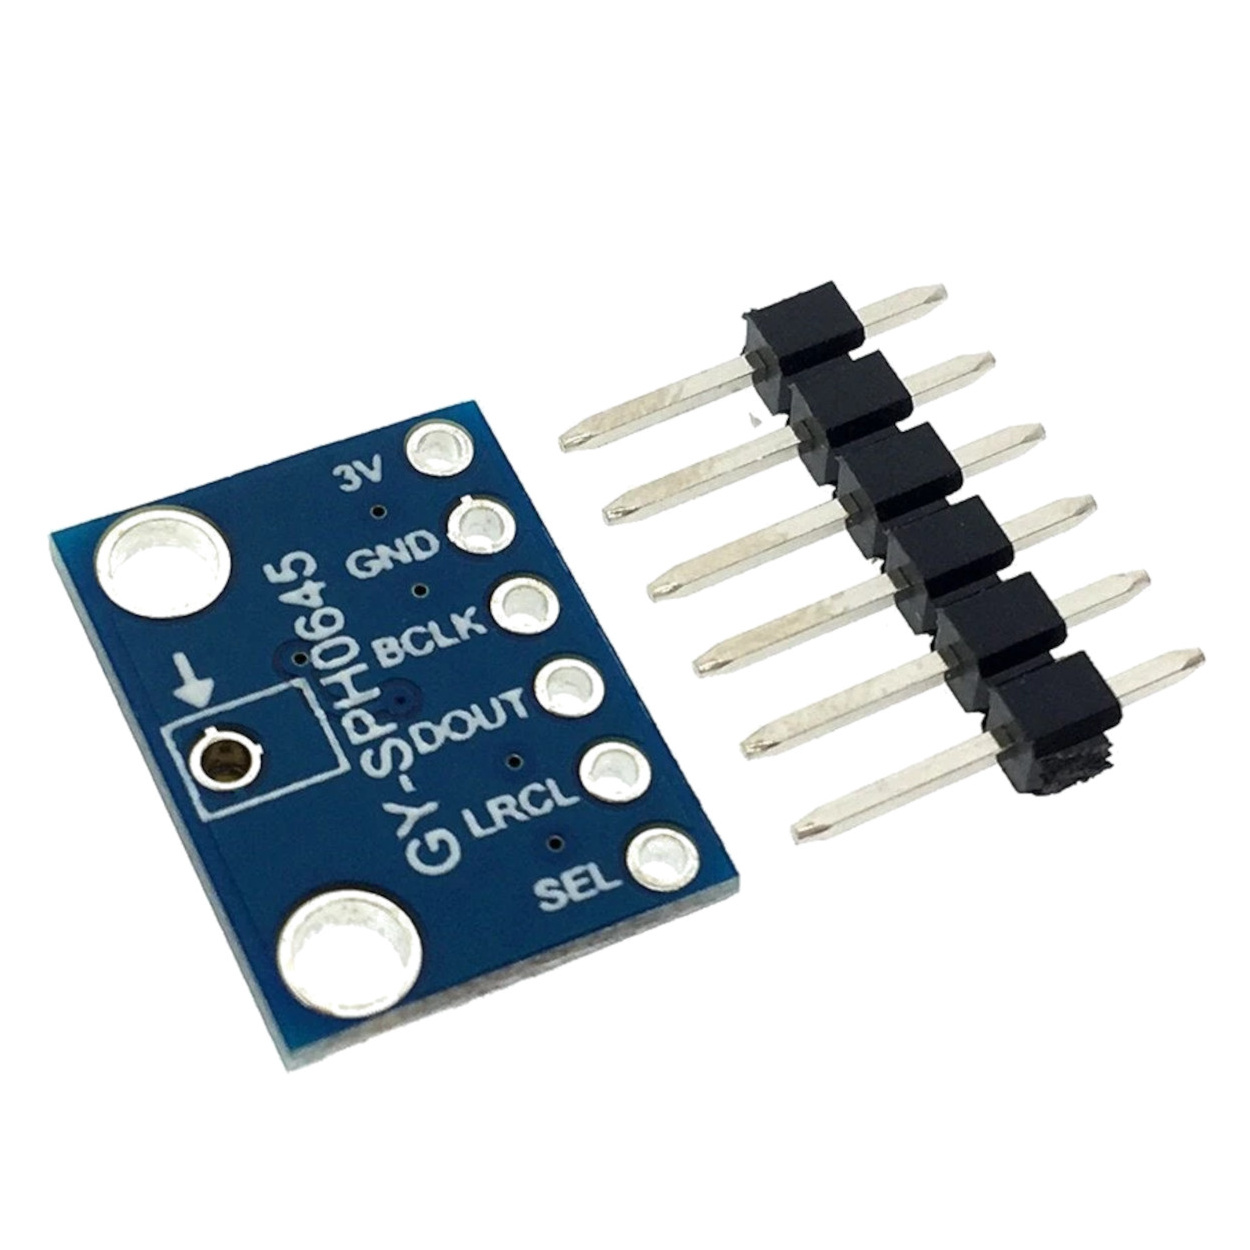 3V
GND
BCLK
DOUT
LRCL
SEL
GY-SPH0645